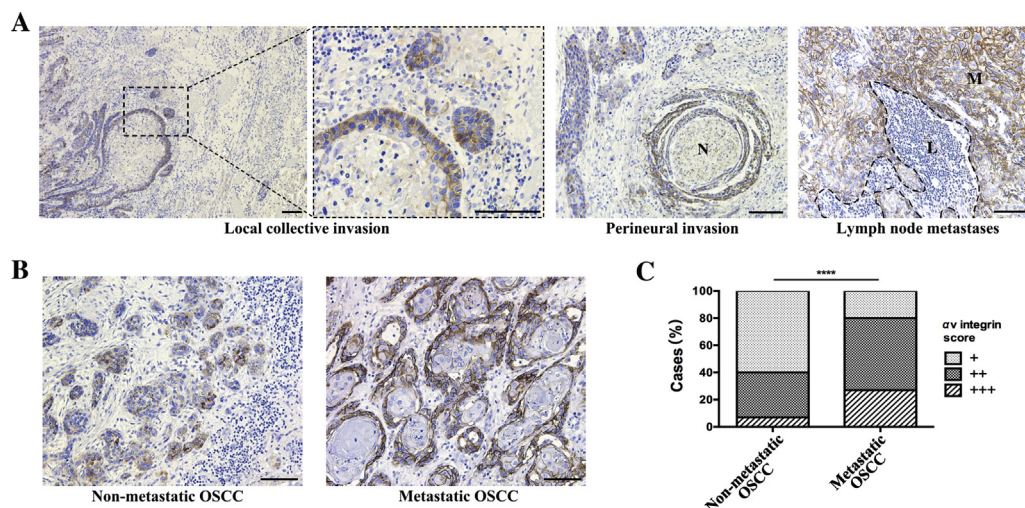 A
N
M
L
Local collective invasion
Perineural invasion
Lymph node metastases
B
Non-metastatic OSCC
Metastatic OSCC
C
****
100
80
60
40
20
0
Cases (%)
Non-metastatic
OSCC
Metastatic
OSCC
αv integrin
score
+
++
+++